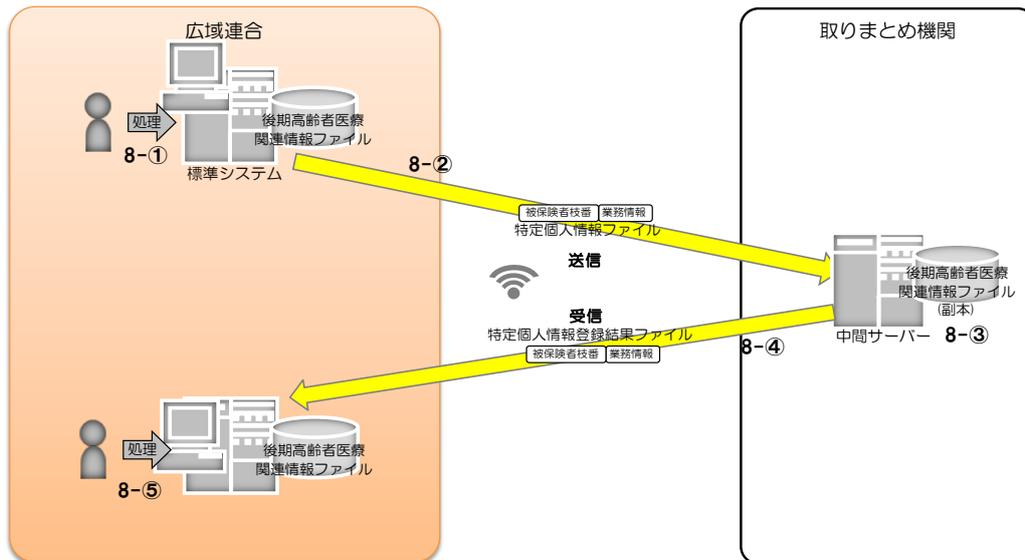 広域連合
取りまとめ機関
処理
8-①
後期高齢者医療
関連情報ファイル
標準システム
8-②
被保険者枝番 業務情報
特定個人情報ファイル
送信
後期高齢者医療
関連情報ファイル
(副本)
中間サーバー
8-③
受信
特定個人情報登録結果ファイル
被保険者枝番 業務情報
8-④
処理
8-⑤
後期高齢者医療
関連情報ファイル